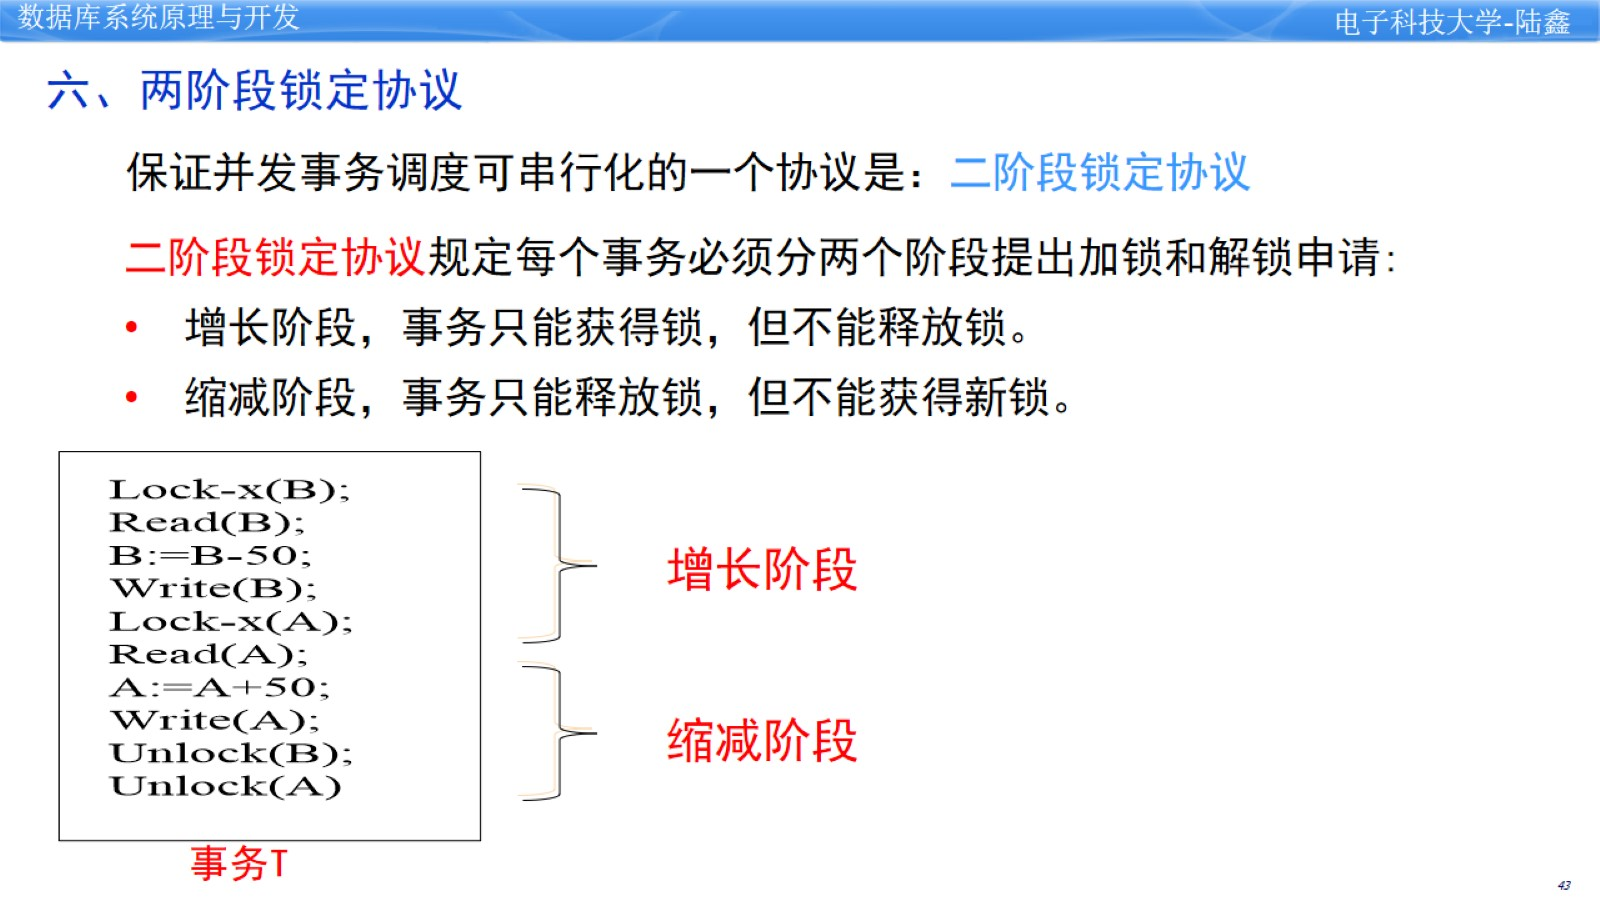 数据库系统原理与开发
电子科技大学-陆鑫
六、两阶段锁定协议
保证并发事务调度可串行化的一个协议是：二阶段锁定协议
二阶段锁定协议规定每个事务必须分两个阶段提出加锁和解锁申请:
• 增长阶段，事务只能获得锁，但不能释放锁。
• 缩减阶段，事务只能释放锁，但不能获得新锁。
Lock-x(B);
Read(B);
B:=B-50;
Write(B);
Lock-x(A);
Read(A);
A:=A+50;
Write(A);
Unlock(B);
Unlock(A)
增长阶段
缩减阶段
事务T
43